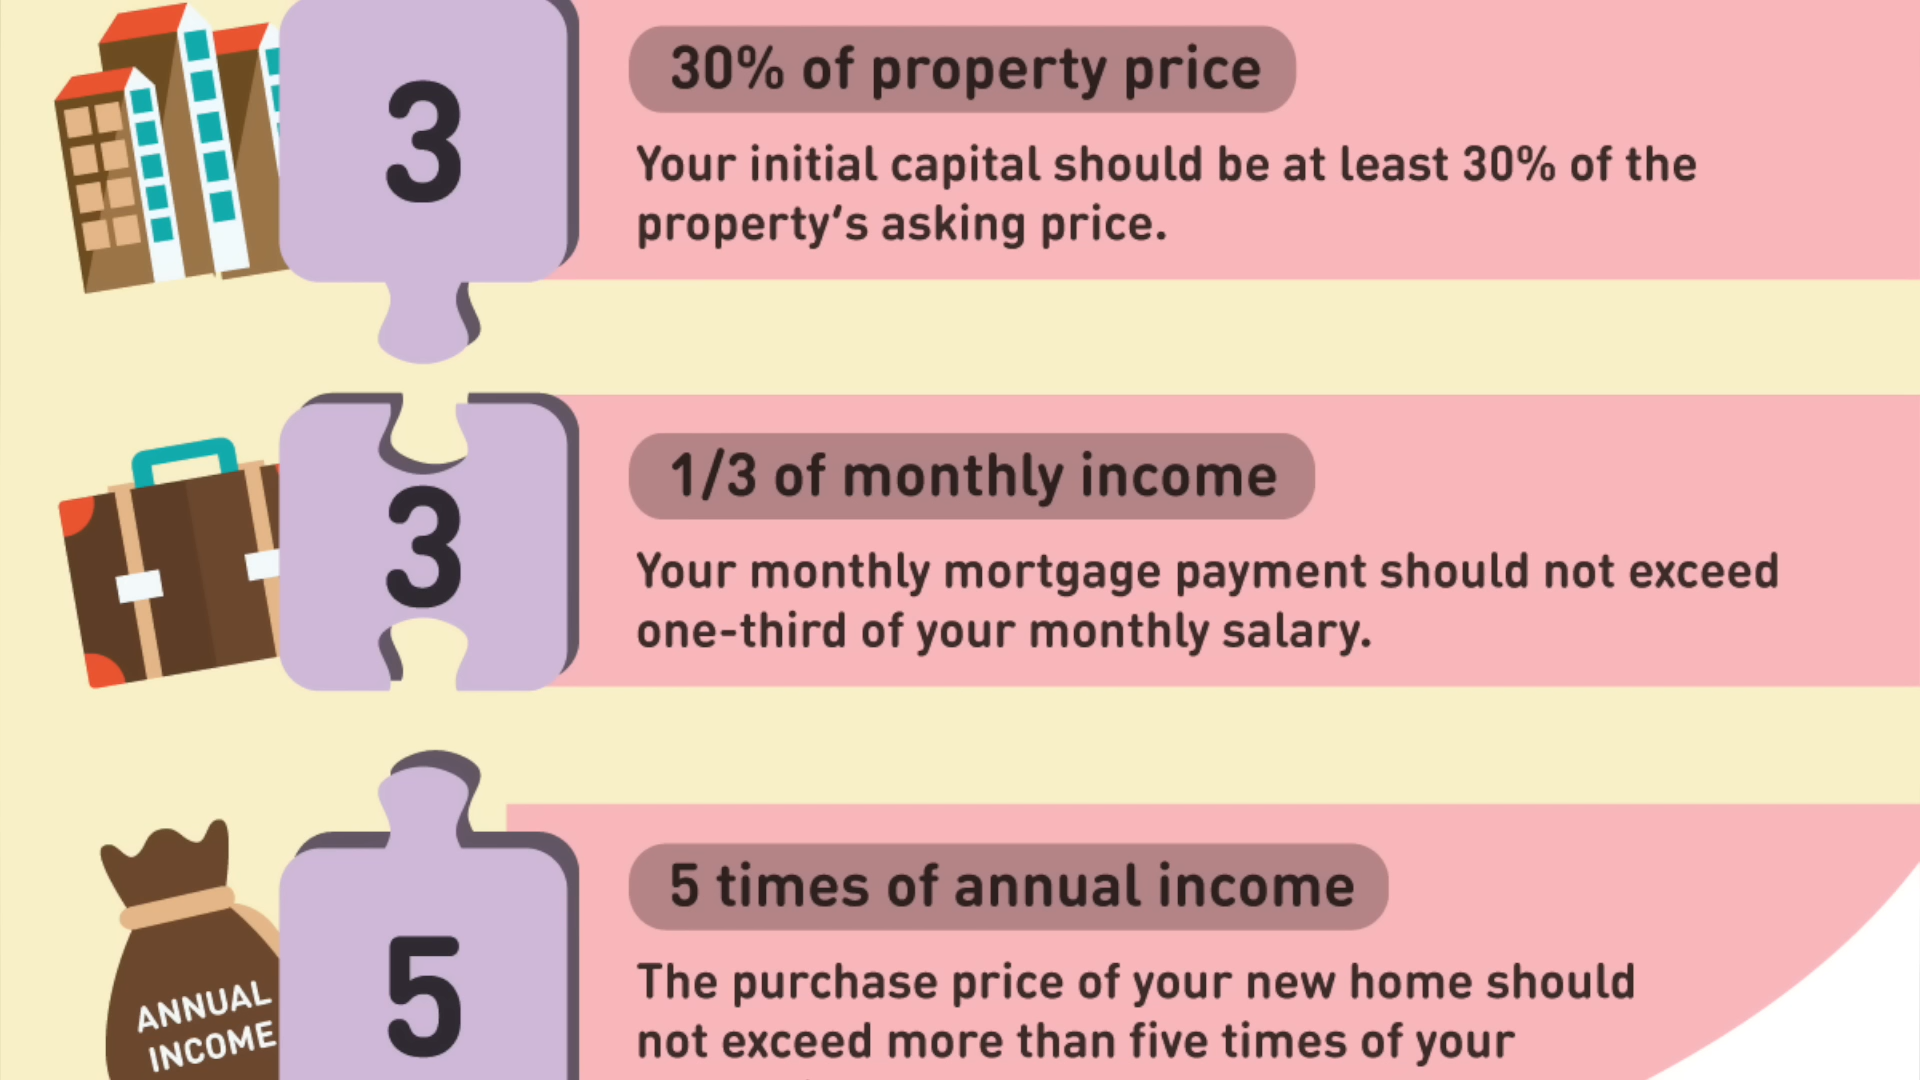 3
30% of property price
Your initial capital should be at least 30% of the
property's asking price.
3
1/3 of monthly income
Your monthly mortgage payment should not exceed
one-third of your monthly salary.
ANNUAL
INCOME
5
5 times of annual income
The purchase price of your new home should
not exceed more than five times of your